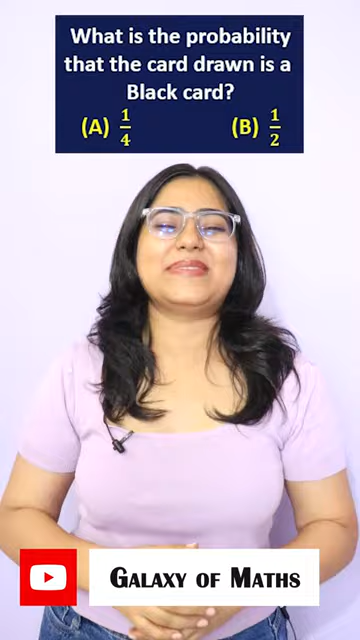 What is the probability
that the card drawn is a
Black card?
(A) 1/4 (B) 1/2
GALAXY OF MATHS